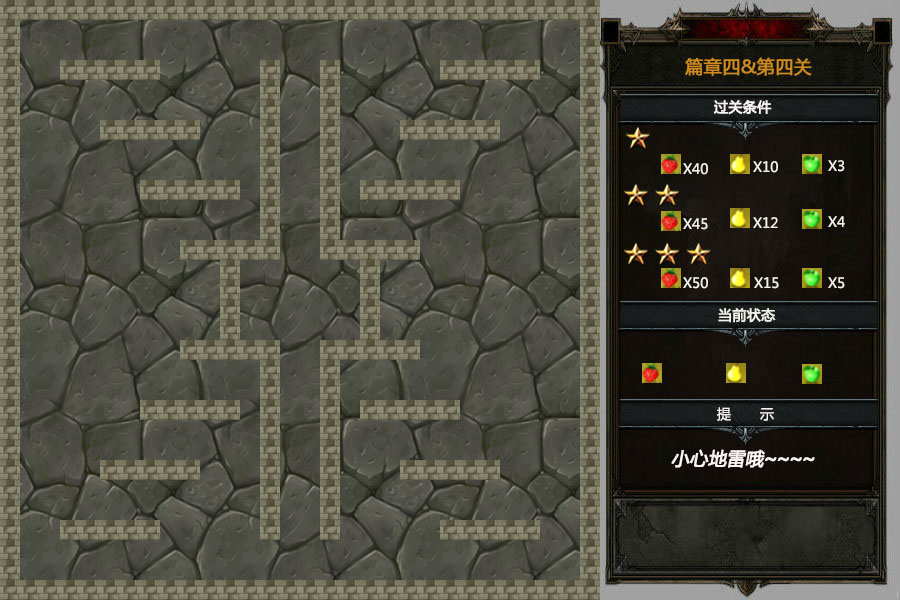 篇章四&第四关
过关条件
X40 X10 X3
X45 X12 X4
X50 X15 X5
当前状态
提 示
小心地雷哦~~~~